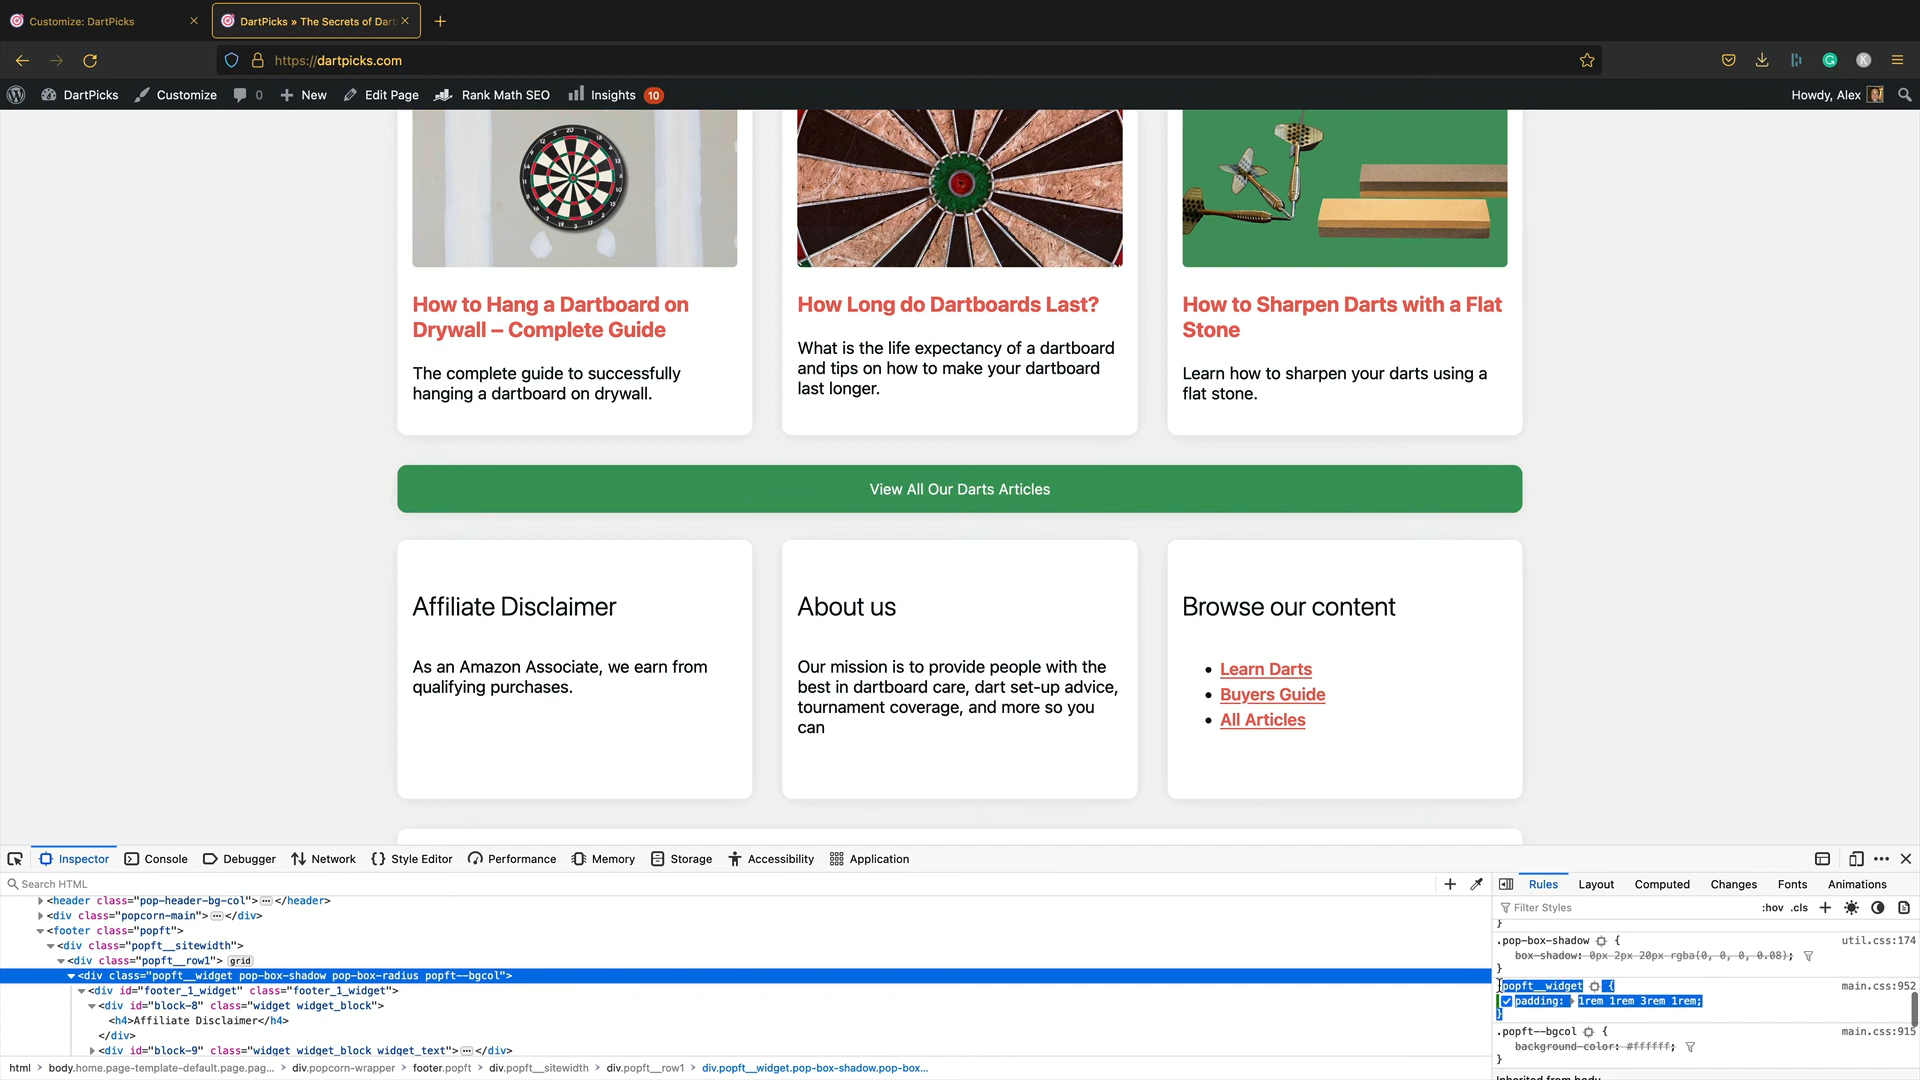 Customize: DartPicks
DartPicks » The Secrets of Dar
https://dartpicks.com
DartPicks
Customize
0
New
Edit Page
Rank Math SEO
Insights
10
Howdy, Alex
How to Hang a Dartboard on
Drywall – Complete Guide
The complete guide to successfully
hanging a dartboard on drywall.
How Long do Dartboards Last?
What is the life expectancy of a dartboard
and tips on how to make your dartboard
last longer.
How to Sharpen Darts with a Flat
Stone
Learn how to sharpen your darts using a
flat stone.
View All Our Darts Articles
Affiliate Disclaimer
As an Amazon Associate, we earn from
qualifying purchases.
About us
Our mission is to provide people with the
best in dartboard care, dart set-up advice,
tournament coverage, and more so you
can
Browse our content
• Learn Darts
• Buyers Guide
• All Articles
Inspector
Console
Debugger
Network
Style Editor
Performance
Memory
Storage
Accessibility
Application
Search HTML
<header class="pop-header-bg-col"> </header>
<div class="popcorn-main"> </div>
<footer class="popft">
<div class="popft__sitewidth">
<div class="popft__row1"> grid
<div class="popft__widget pop-box-shadow pop-box-radius popft--bgcol">
<div id="footer_1_widget" class="footer_1_widget">
<div id="block-8" class="widget widget_block">
<h4>Affiliate Disclaimer</h4>
</div>
<div id="block-9" class="widget widget_block widget_text"> </div>
html
body.home.page-template-default.page.pag...
div.popcorn-wrapper
footer.popft
div.popft__sitewidth
div.popft__row1
div.popft__widget.pop-box-shadow.pop-box...
Rules
Layout
Computed
Changes
Fonts
Animations
Filter Styles
:hov .cls
}
.pop-box-shadow { util.css:174
box-shadow: 0px 2px 20px rgba(0, 0, 0, 0.08);
}
popft__widget { main.css:952
padding: 1rem 1rem 3rem 1rem;
}
.popft--bgcol { main.css:915
background-color: #ffffff;
}
Inherited from body